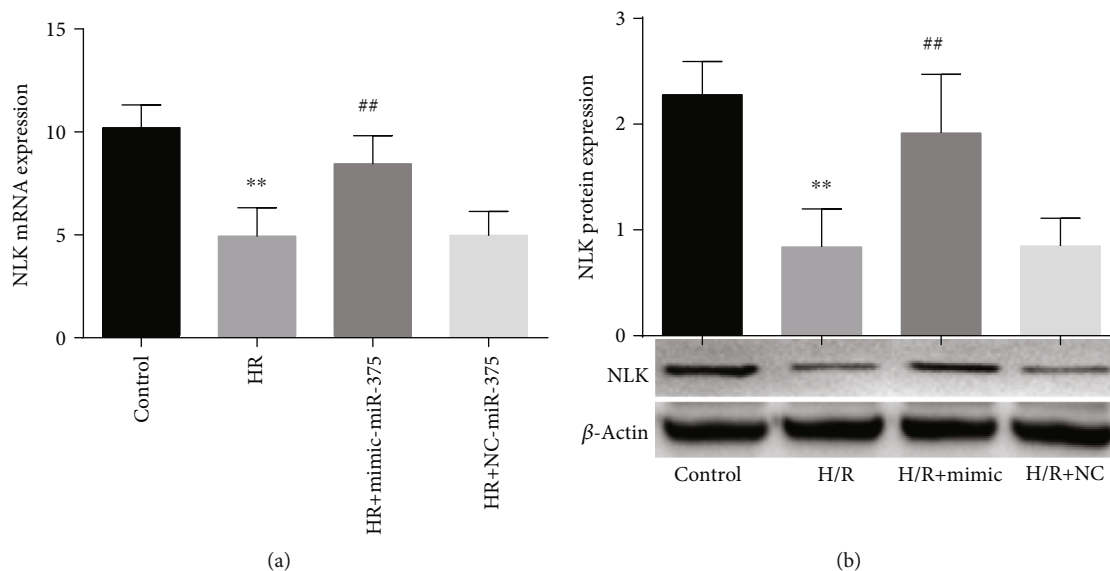 15
10
5
0
NLK mRNA expression
**
##
Control
HR
HR+mimic-miR-375
HR+NC-miR-375
(a)
3
2
1
0
NLK protein expression
**
##
NLK
β-Actin
Control
H/R
H/R+mimic
H/R+NC
(b)